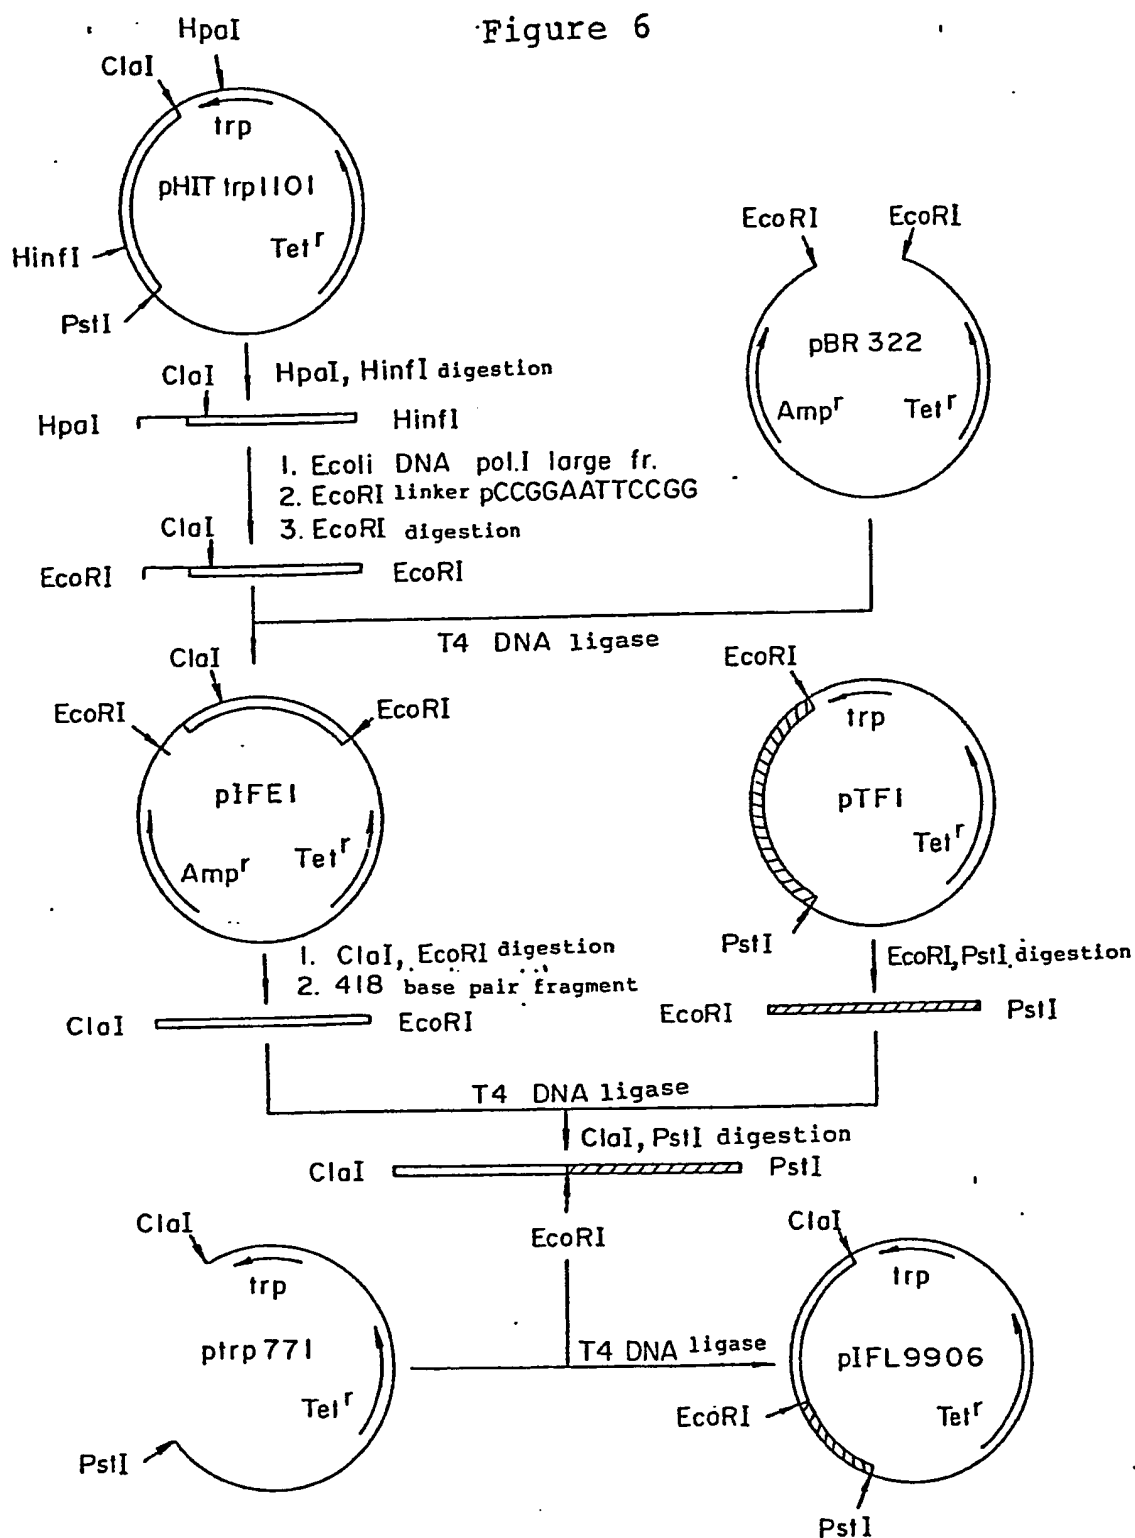 Figure 6
HpaI
ClaI
trp
pHIT trp1101
Tet r
HinfI
PstI
EcoRI
EcoRI
pBR 322
Amp r
Tet r
HpaI, HinfI digestion
ClaI
HpaI
HinfI
1. Ecoli DNA pol.I large fr.
2. EcoRI linker pCCGGAATTCCGG
3. EcoRI digestion
ClaI
EcoRI
EcoRI
T4 DNA ligase
ClaI
EcoRI
EcoRI
pIFE1
Amp r
Tet r
EcoRI
trp
pTF1
Tet r
PstI
1. ClaI, EcoRI digestion
2. 418 base pair fragment
EcoRI, PstI digestion
ClaI
EcoRI
EcoRI
PstI
T4 DNA ligase
ClaI, PstI digestion
ClaI
PstI
EcoRI
ClaI
trp
ptrp 771
Tet r
PstI
T4 DNA ligase
ClaI
trp
pIFL9906
EcoRI
Tet r
PstI